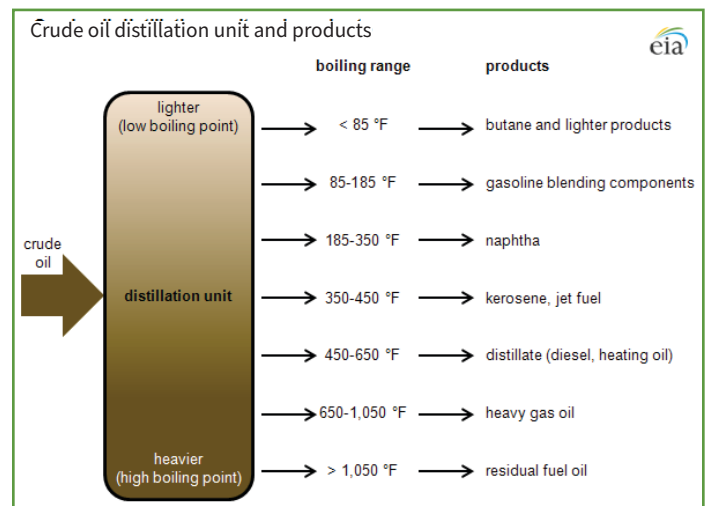 Crude oil distillation unit and products
eia
boiling range products
lighter
(low boiling point)
< 85 °F butane and lighter products
85-185 °F gasoline blending components
185-350 °F naphtha
crude
oil
distillation unit 350-450 °F kerosene, jet fuel
450-650 °F distillate (diesel, heating oil)
650-1,050 °F heavy gas oil
heavier
(high boiling point)
> 1,050 °F residual fuel oil